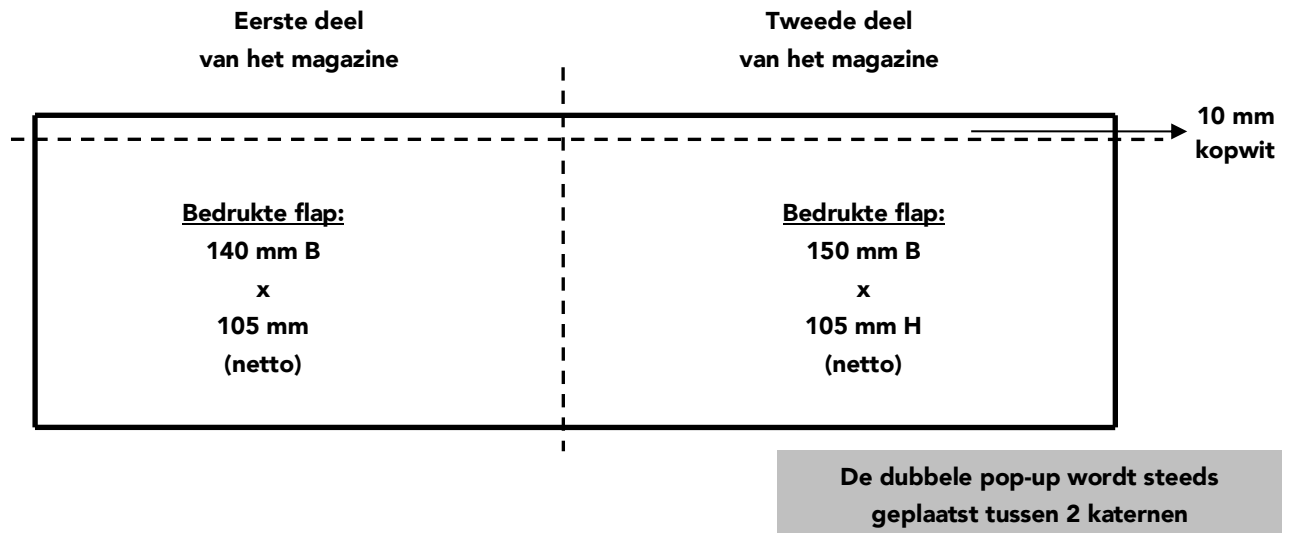 Eerste deel
van het magazine
Tweede deel
van het magazine
10 mm
kopwit
Bedrukte flap:
140 mm B
x
105 mm
(netto)
Bedrukte flap:
150 mm B
x
105 mm H
(netto)
De dubbele pop-up wordt steeds
geplaatst tussen 2 katernen